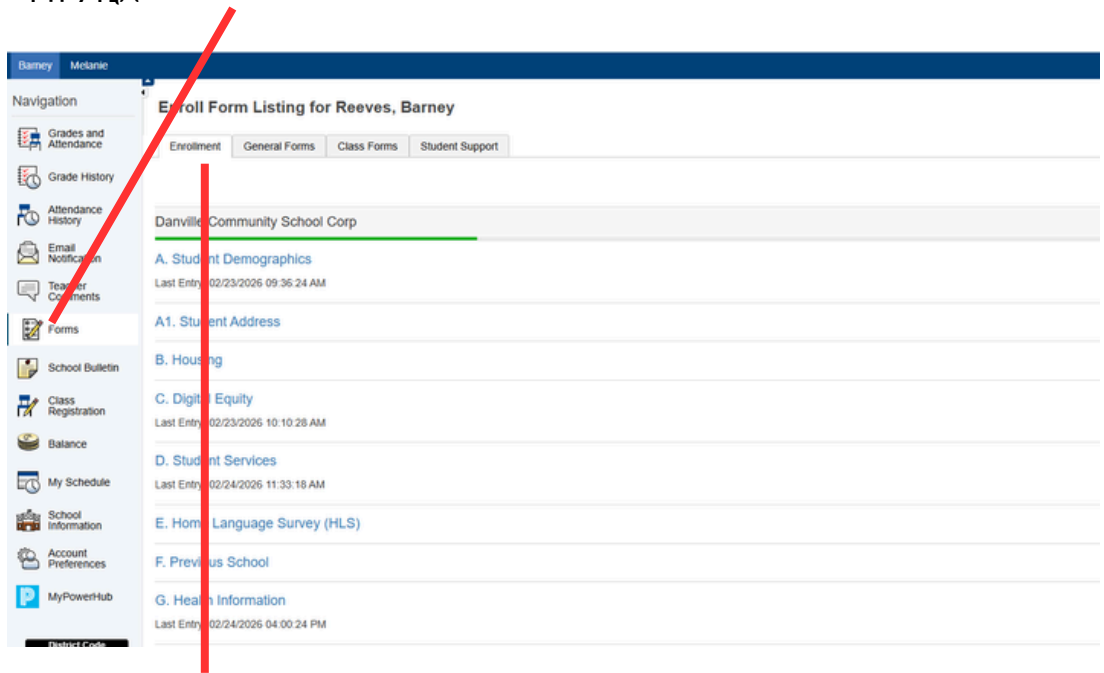 Barney Melanie
Navigation
Enroll Form Listing for Reeves, Barney
Grades and
Attendance
Enrollment General Forms Class Forms Student Support
Grade History
Attendance
History
Danville Community School Corp
Email
Notification
A. Student Demographics
Last Entry: 02/23/2026 09:36:24 AM
Teacher
Comments
A1. Student Address
Forms
B. Housing
School Bulletin
C. Digital Equity
Class
Registration
Last Entry: 02/23/2026 10:10:28 AM
Balance
D. Student Services
My Schedule
Last Entry: 02/24/2026 11:33:18 AM
School
Information
E. Home Language Survey (HLS)
Account
Preferences
F. Previous School
MyPowerHub
G. Health Information
Last Entry: 02/24/2026 04:00:24 PM
District Code